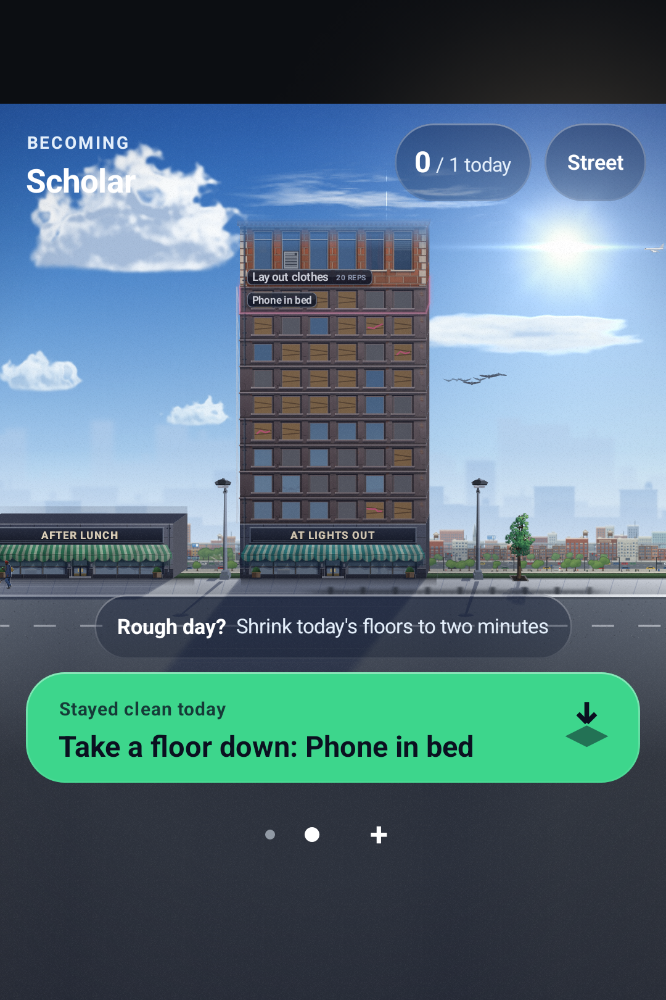 BECOMING
Scholar
0 / 1 today
Street
Lay out clothes 20 REPS
Phone in bed
AFTER LUNCH
AT LIGHTS OUT
Rough day? Shrink today's floors to two minutes
Stayed clean today
Take a floor down: Phone in bed